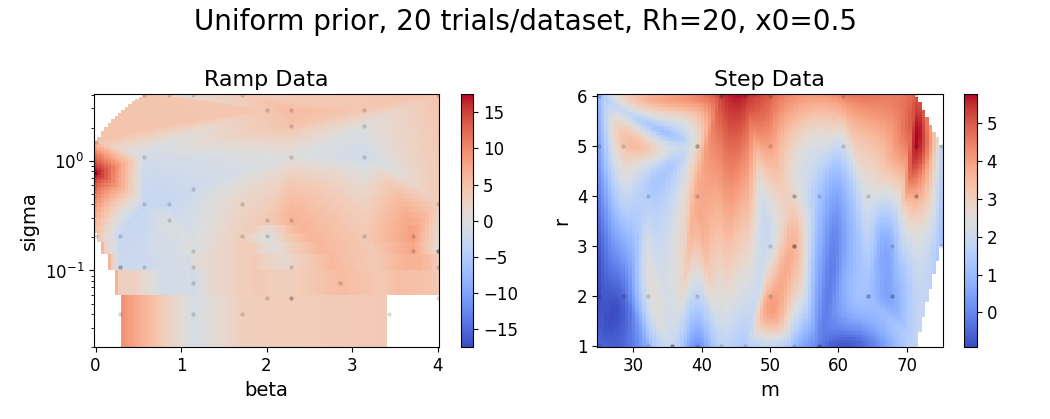 Uniform prior, 20 trials/dataset, Rh=20, x0=0.5
Ramp Data
Step Data
sigma
10^0
10^-1
0 1 2 3 4
beta
15
10
5
0
−5
−10
−15
r
6
5
4
3
2
1
30 40 50 60 70
m
5
4
3
2
1
0